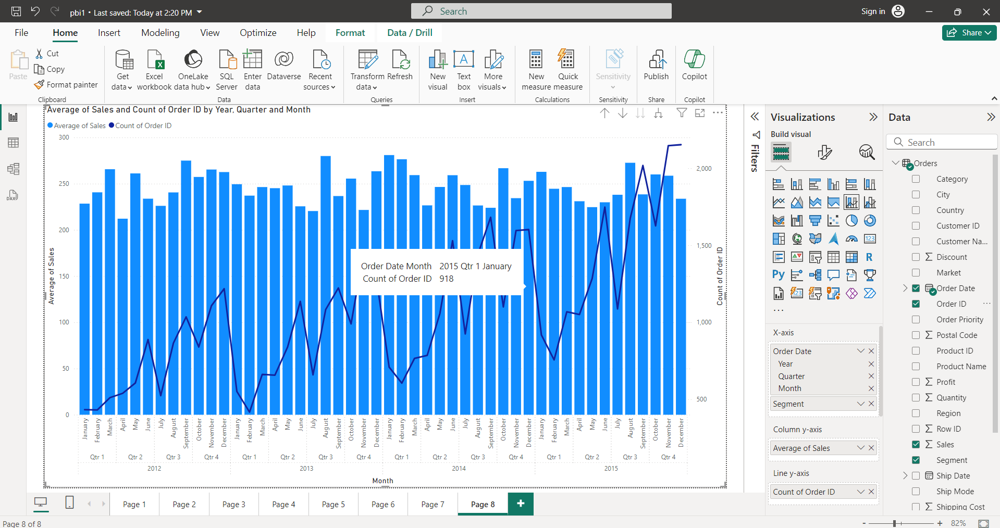 pbi1 • Last saved: Today at 2:20 PM
Search
Sign in
File
Home
Insert
Modeling
View
Optimize
Help
Format
Data / Drill
Share
Paste
Cut
Copy
Format painter
Clipboard
Get data
Excel workbook
OneLake data hub
SQL Server
Enter data
Dataverse
Recent sources
Data
Transform data
Refresh
Queries
New visual
Text box
More visuals
Insert
New measure
Quick measure
Calculations
Sensitivity
Sensitivity
Publish
Share
Copilot
Copilot
Average of Sales and Count of Order ID by Year, Quarter and Month
Average of Sales Count of Order ID
300
250
200
150
100
50
0
Average of Sales
2,000
1,500
1,000
500
Count of Order ID
Order Date Month 2015 Qtr 1 January
Count of Order ID 918
January February March April May June July August September October November December January February March April May June July August September October November December January February March April May June July August September October November December January February March April May June July August September October November December
Qtr 1 Qtr 2 Qtr 3 Qtr 4 Qtr 1 Qtr 2 Qtr 3 Qtr 4 Qtr 1 Qtr 2 Qtr 3 Qtr 4 Qtr 1 Qtr 2 Qtr 3 Qtr 4
2012 2013 2014 2015
Month
Filters
Visualizations
Build visual
123
R
Py
123
X-axis
Order Date
Year
Quarter
Month
Segment
Column y-axis
Average of Sales
Line y-axis
Count of Order ID
Data
Search
Orders
Category
City
Country
Customer ID
Customer Na...
Discount
Market
Order Date
Order ID
Order Priority
Postal Code
Product ID
Product Name
Profit
Quantity
Region
Row ID
Sales
Segment
Ship Date
Ship Mode
Shipping Cost
DAX
Page 1
Page 2
Page 3
Page 4
Page 5
Page 6
Page 7
Page 8
Page 8 of 8
82%